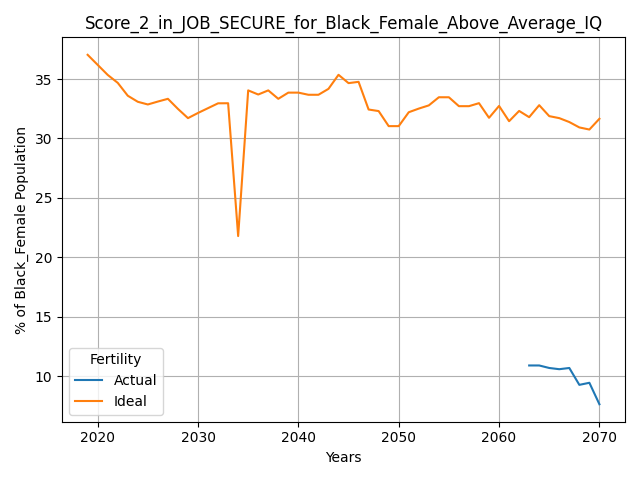 Score_2_in_JOB_SECURE_for_Black_Female_Above_Average_IQ
% of Black_Female Population
35
30
25
20
15
10
Fertility
Actual
Ideal
2020 2030 2040 2050 2060 2070
Years